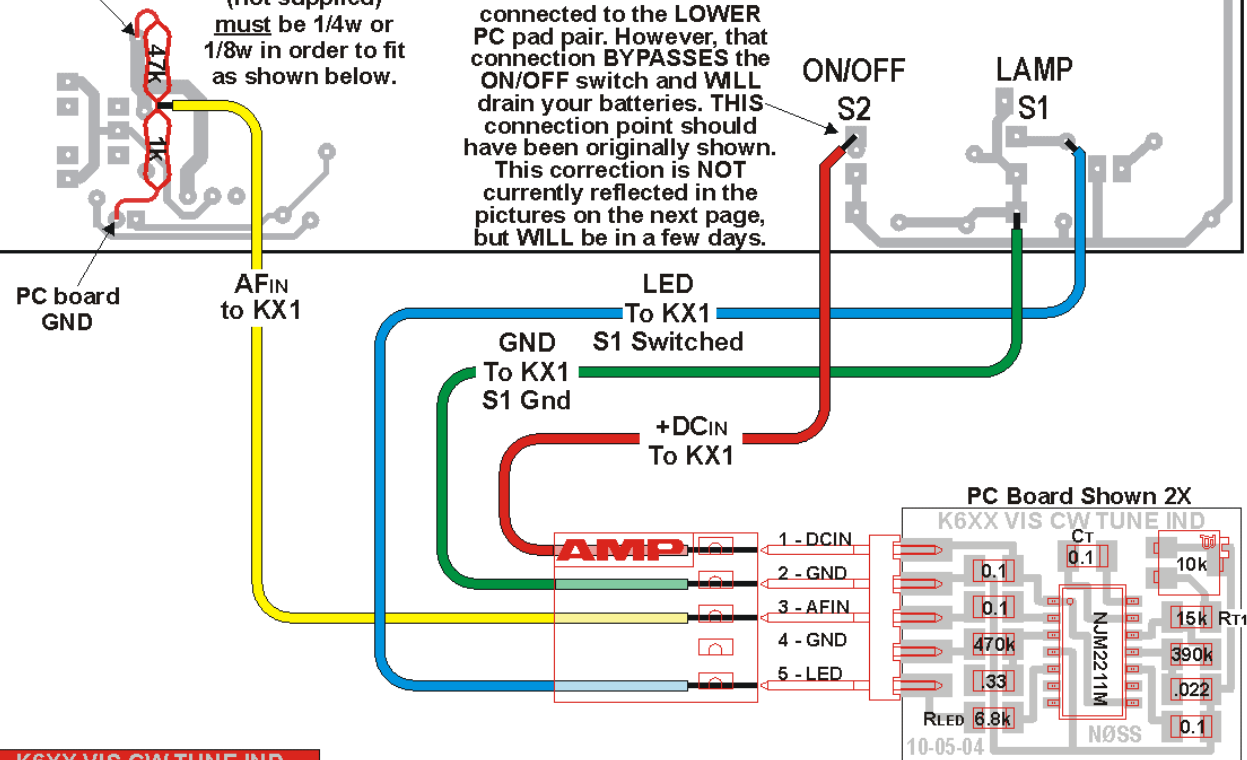 (not supplied)
must be 1/4w or
1/8w in order to fit
as shown below.
47k
1k
connected to the LOWER
PC pad pair. However, that
connection BYPASSES the
ON/OFF switch and WILL
drain your batteries. THIS
connection point should
have been originally shown.
This correction is NOT
currently reflected in the
pictures on the next page,
but WILL be in a few days.
ON/OFF
S2
LAMP
S1
PC board
GND
AFIN
to KX1
LED
To KX1
S1 Switched
GND
To KX1
S1 Gnd
+DCIN
To KX1
AMP
1 - DCIN
2 - GND
3 - AFIN
4 - GND
5 - LED
PC Board Shown 2X
K6XX VIS CW TUNE IND
CT
0.1
10k
0.1
0.1
470k
.33
RLED 6.8k
NJM2211M
15k RT1
390k
.022
0.1
NØSS
10-05-04
K6XX VIS CW TUNE IND